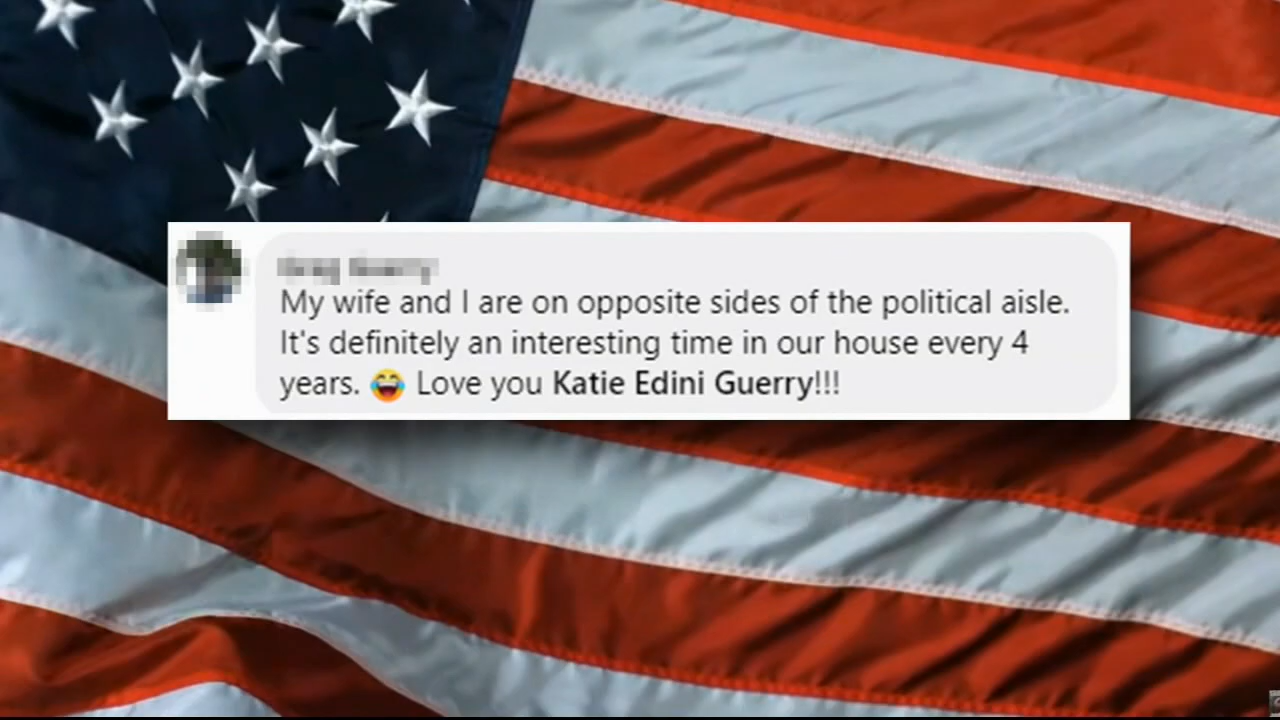 My wife and I are on opposite sides of the political aisle.
It's definitely an interesting time in our house every 4
years. 😂 Love you Katie Edini Guerry!!!